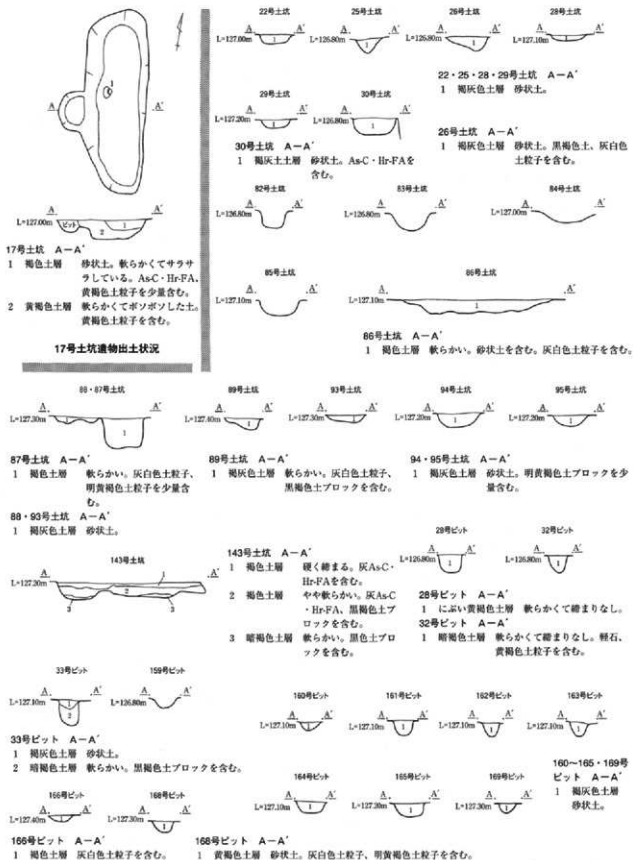 A
1
A´
A
A´
L=127.00m
ピット
1
2
17号土坑 A－A´
1 褐色土層 砂状土。軟らかくてサラサ
ラしている。As-C・Hr-FA、
黄褐色土粒子を少量含む。
2 黄褐色土層 軟らかくてボソボソした土。
黄褐色土粒子を含む。
17号土坑遺物出土状況
22号土坑
A A´
L=127.00m
1
25号土坑
A A´
L=126.80m
1
26号土坑
A A´
L=126.80m
1
28号土坑
A A´
L=127.10m
1
22・25・28・29号土坑 A－A´
1 褐灰色土層 砂状土。
29号土坑
A A´
L=127.20m
1
30号土坑
A A´
L=126.80m
1
30号土坑 A－A´
1 褐灰土土層 砂状土。As-C・Hr-FAを
含む。
26号土坑 A－A´
1 褐灰色土層 砂状土。黒褐色土、灰白色
土粒子を含む。
82号土坑
A A´
L=126.80m
83号土坑
A A´
L=126.80m
84号土坑
A A´
L=127.00m
85号土坑
A A´
L=127.10m
86号土坑
A A´
L=127.10m
1
86号土坑 A－A´
1 褐色土層 軟らかい。砂状土を含む。灰白色土粒子を含む。
88・87号土坑
A A´
L=127.30m
1
1
89号土坑
A A´
L=127.40m
1
93号土坑
A A´
L=127.30m
1
94号土坑
A A´
L=127.20m
1
95号土坑
A A´
L=127.20m
1
87号土坑 A－A´
1 褐色土層 軟らかい。灰白色土粒子、
明黄褐色土粒子を少量含
む。
88・93号土坑 A－A´
1 褐灰色土層 砂状土。
89号土坑 A－A´
1 褐灰色土層 軟らかい。灰白色土粒子、
黒褐色土ブロックを含む。
94・95号土坑 A－A´
1 褐灰色土層 砂状土。明黄褐色土ブロックを少
量含む。
143号土坑
A A´
L=127.20m
1
2
3 3
143号土坑 A－A´
1 褐色土層 硬く締まる。灰As-C・
Hr-FAを含む。
2 褐色土層 やや軟らかい。灰As-C
・Hr-FA、黒褐色土ブ
ロックを含む。
3 暗褐色土層 軟らかい。黒色土ブロ
ックを含む。
28号ピット
A A´
L=126.80m
1
32号ピット
A A´
L=126.80m
1
28号ピット A－A´
1 にぶい黄褐色土層 軟らかくて締まりなし。
32号ピット A－A´
1 暗褐色土層 軟らかくて締まりなし。軽石、
黄褐色土粒子を含む。
33号ピット
A A´
L=127.10m
1
2
159号ピット
A A´
L=126.80m
33号ピット A－A´
1 褐灰色土層 砂状土。
2 暗褐色土層 軟らかい。黒褐色土ブロックを含む。
160号ピット
A A´
L=127.10m
1
161号ピット
A A´
L=127.10m
1
162号ピット
A A´
L=127.10m
1
163号ピット
A A´
L=127.10m
1
164号ピット
A A´
L=127.10m
1
165号ピット
A A´
L=127.20m
1
169号ピット
A A´
L=127.30m
1
160～165・169号
ピット A－A´
1 褐灰色土層
砂状土。
166号ピット
A A´
L=127.40m
1
168号ピット
A A´
L=127.30m
1
166号ピット A－A´
1 褐色土層 灰白色土粒子を含む。
168号ピット A－A´
1 黄褐色土層 砂状土。灰白色土粒子、明黄褐色土粒子を含む。